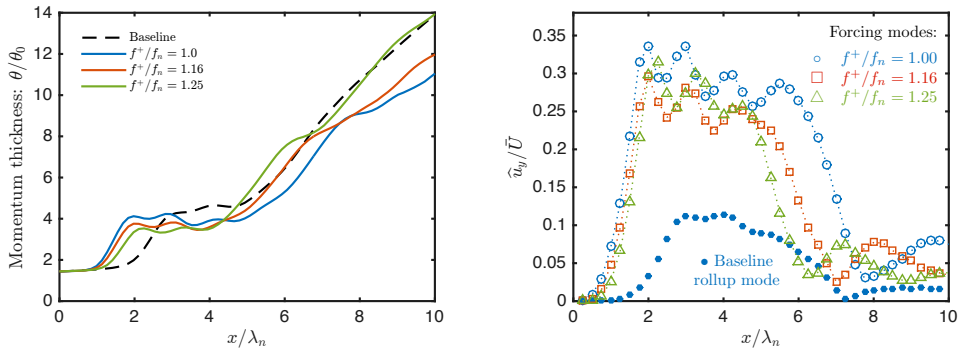 Momentum thickness: θ/θ₀
14
12
10
8
6
4
2
0
Baseline
f⁺/fₙ = 1.0
f⁺/fₙ = 1.16
f⁺/fₙ = 1.25
0 2 4 6 8 10
x/λₙ
û_y/Ū
0.35
0.3
0.25
0.2
0.15
0.1
0.05
0
Forcing modes:
f⁺/fₙ = 1.00
f⁺/fₙ = 1.16
f⁺/fₙ = 1.25
Baseline
rollup mode
0 2 4 6 8 10
x/λₙ